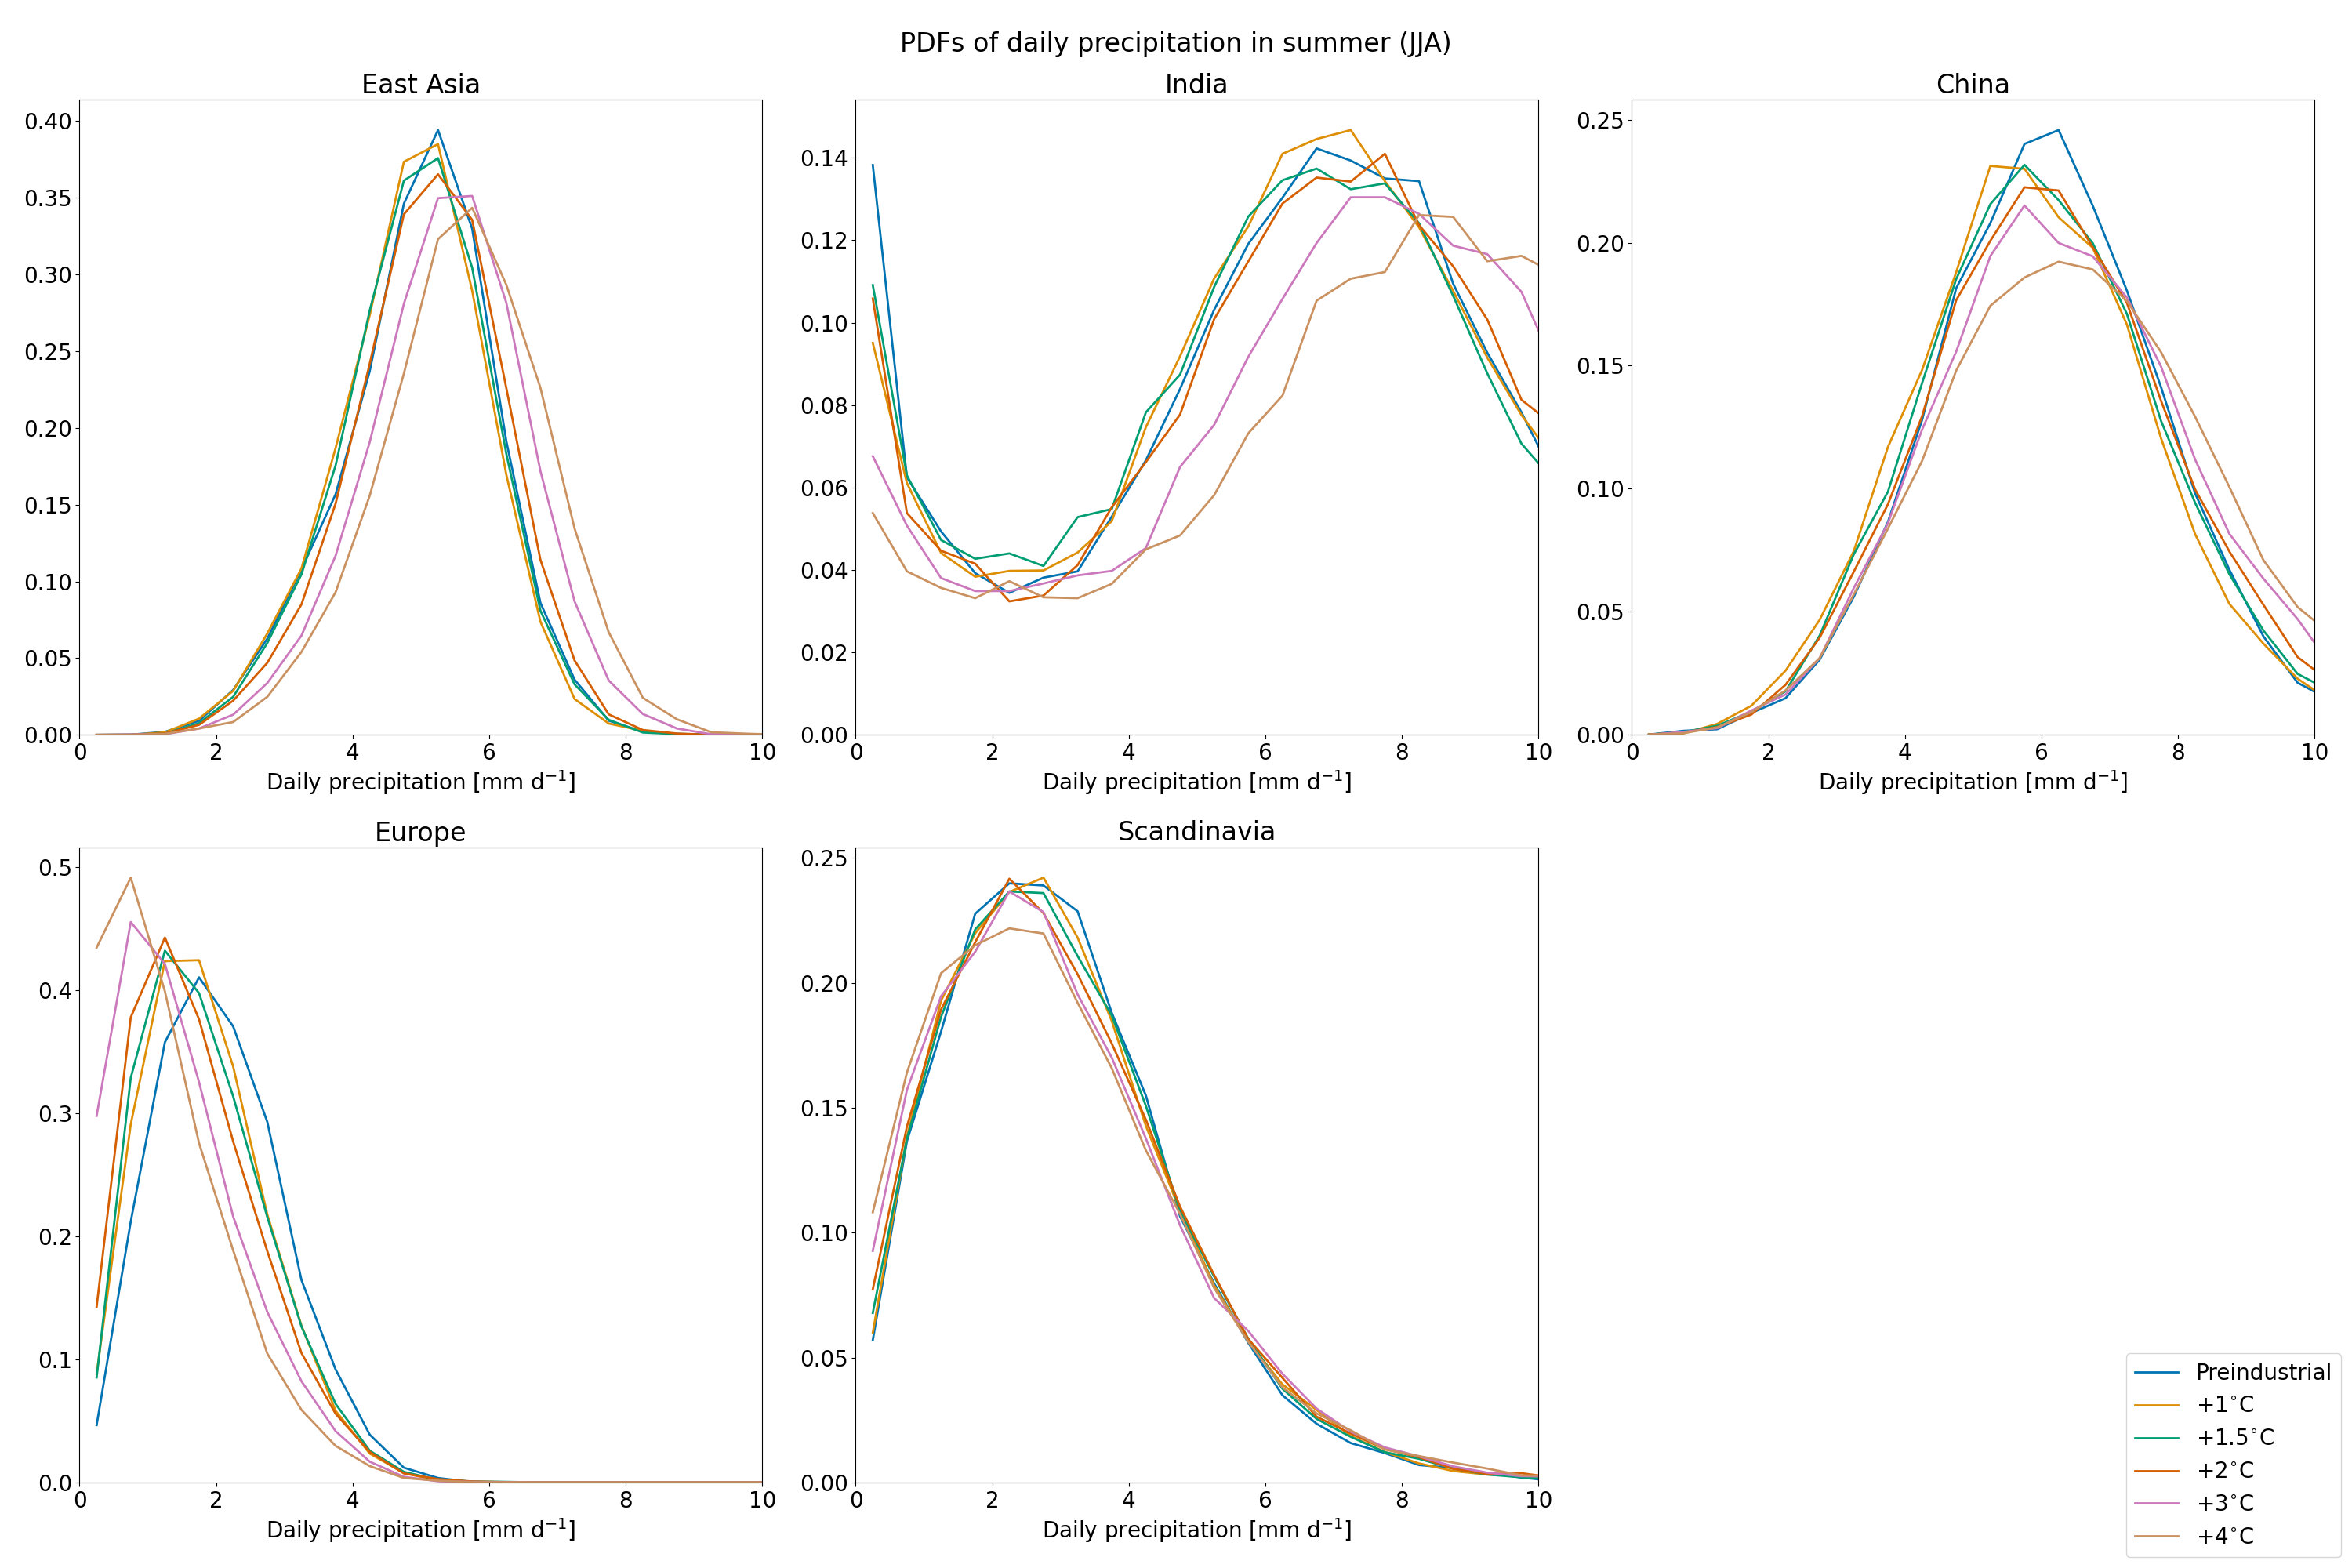 PDFs of daily precipitation in summer (JJA)
East Asia
0.40
0.35
0.30
0.25
0.20
0.15
0.10
0.05
0.00
0 2 4 6 8 10
Daily precipitation [mm d⁻¹]
India
0.14
0.12
0.10
0.08
0.06
0.04
0.02
0.00
0 2 4 6 8 10
Daily precipitation [mm d⁻¹]
China
0.25
0.20
0.15
0.10
0.05
0.00
0 2 4 6 8 10
Daily precipitation [mm d⁻¹]
Europe
0.5
0.4
0.3
0.2
0.1
0.0
0 2 4 6 8 10
Daily precipitation [mm d⁻¹]
Scandinavia
0.25
0.20
0.15
0.10
0.05
0.00
0 2 4 6 8 10
Daily precipitation [mm d⁻¹]
Preindustrial
+1°C
+1.5°C
+2°C
+3°C
+4°C